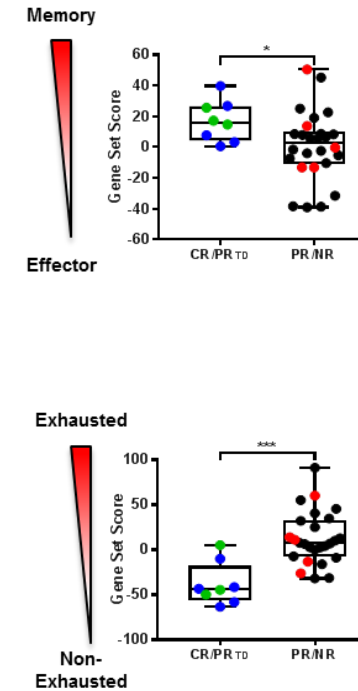 Memory
Effector
Gene Set Score
60
40
20
0
-20
-40
-60
*
CR/PR TD
PR/NR
Exhausted
Non-
Exhausted
Gene Set Score
100
50
0
-50
-100
***
CR/PR TD
PR/NR